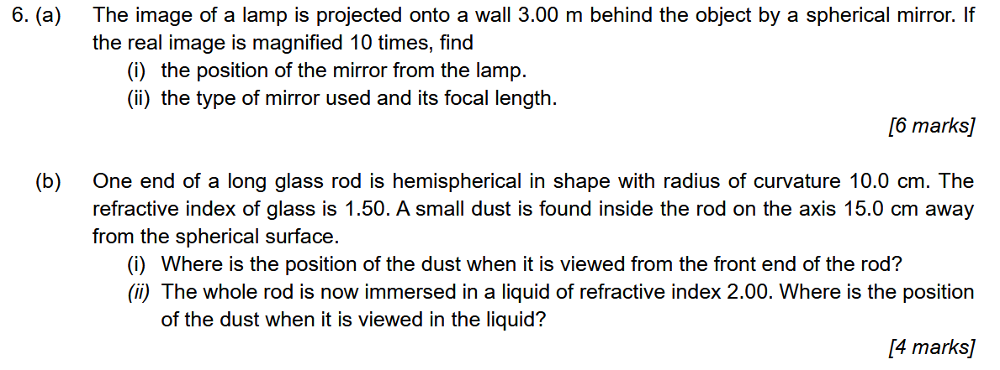 6. (a) The image of a lamp is projected onto a wall 3.00 m behind the object by a spherical mirror. If
the real image is magnified 10 times, find
(i) the position of the mirror from the lamp.
(ii) the type of mirror used and its focal length.
[6 marks]
(b) One end of a long glass rod is hemispherical in shape with radius of curvature 10.0 cm. The
refractive index of glass is 1.50. A small dust is found inside the rod on the axis 15.0 cm away
from the spherical surface.
(i) Where is the position of the dust when it is viewed from the front end of the rod?
(ii) The whole rod is now immersed in a liquid of refractive index 2.00. Where is the position
of the dust when it is viewed in the liquid?
[4 marks]